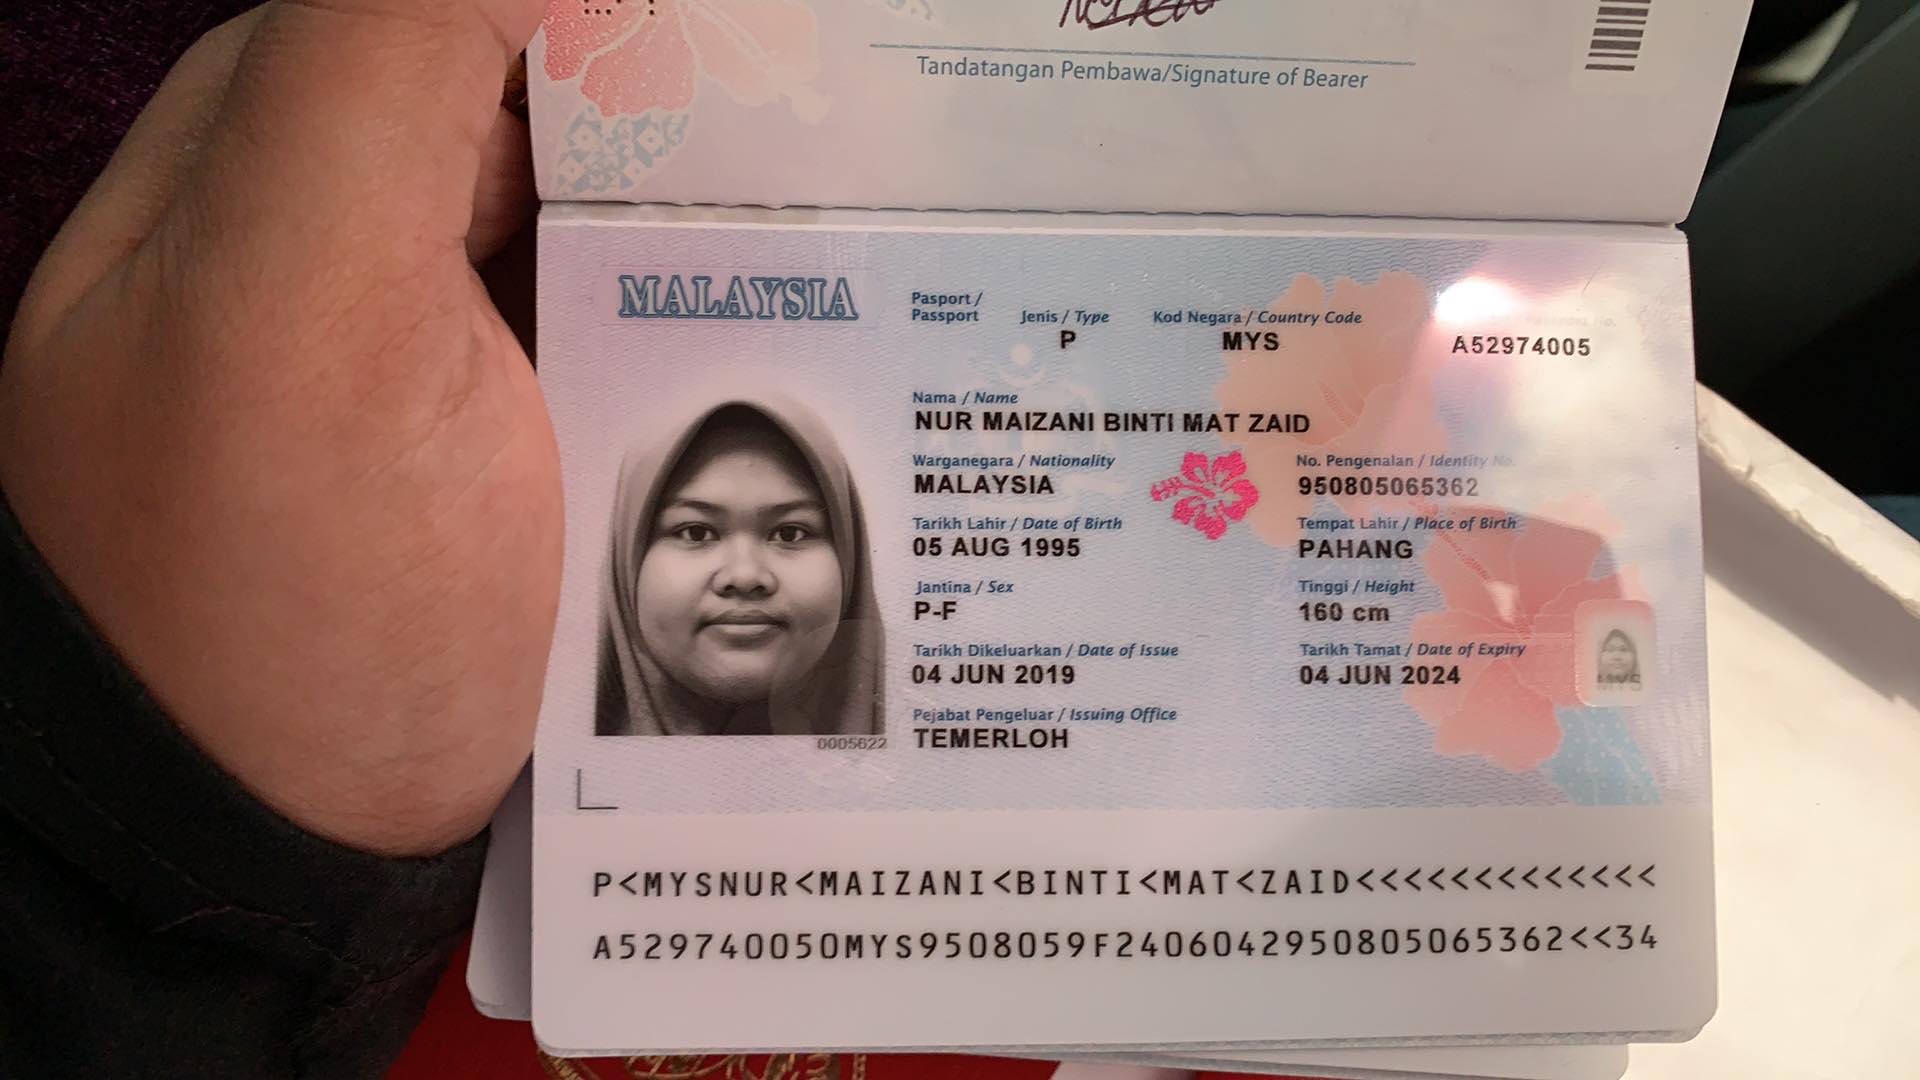 Tandatangan Pembawa/Signature of Bearer
MALAYSIA
Pasport / Passport
Jenis / Type
P
Kod Negara / Country Code
MYS
A52974005
Nama / Name
NUR MAIZANI BINTI MAT ZAID
Warganegara / Nationality
MALAYSIA
No. Pengenalan / Identity No.
950805065362
Tarikh Lahir / Date of Birth
05 AUG 1995
Tempat Lahir / Place of Birth
PAHANG
Jantina / Sex
P-F
Tinggi / Height
160 cm
Tarikh Dikeluarkan / Date of Issue
04 JUN 2019
Tarikh Tamat / Date of Expiry
04 JUN 2024
MYS
Pejabat Pengeluar / Issuing Office
TEMERLOH
0005622
P<MYSNUR<MAIZANI<BINTI<MAT<ZAID<<<<<<<<<<<<<
A529740050MYS9508059F2406042950805065362<<34